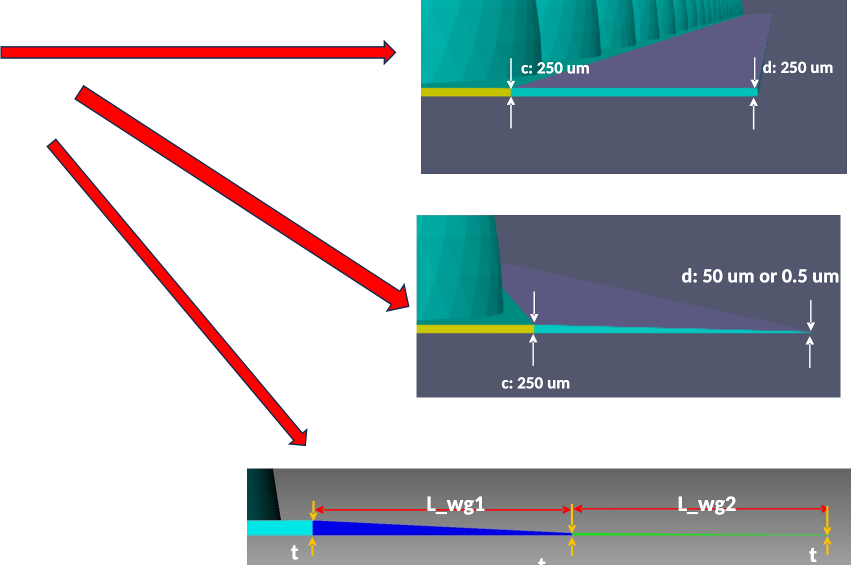 c: 250 um
d: 250 um
d: 50 um or 0.5 um
c: 250 um
L_wg1
L_wg2
t
t
t